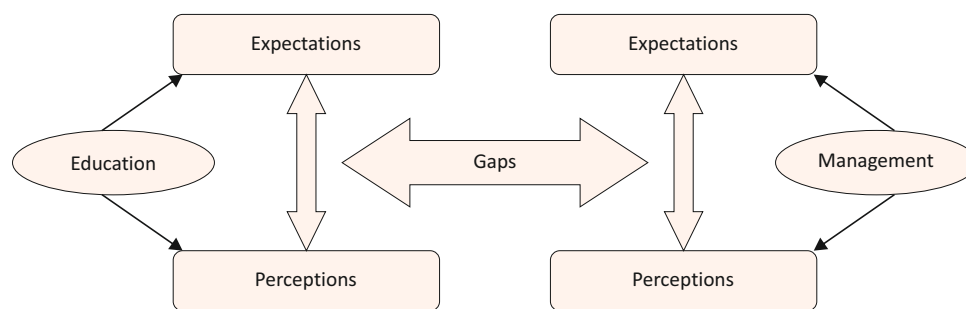 Expectations
Expectations
Education
Gaps
Management
Perceptions
Perceptions